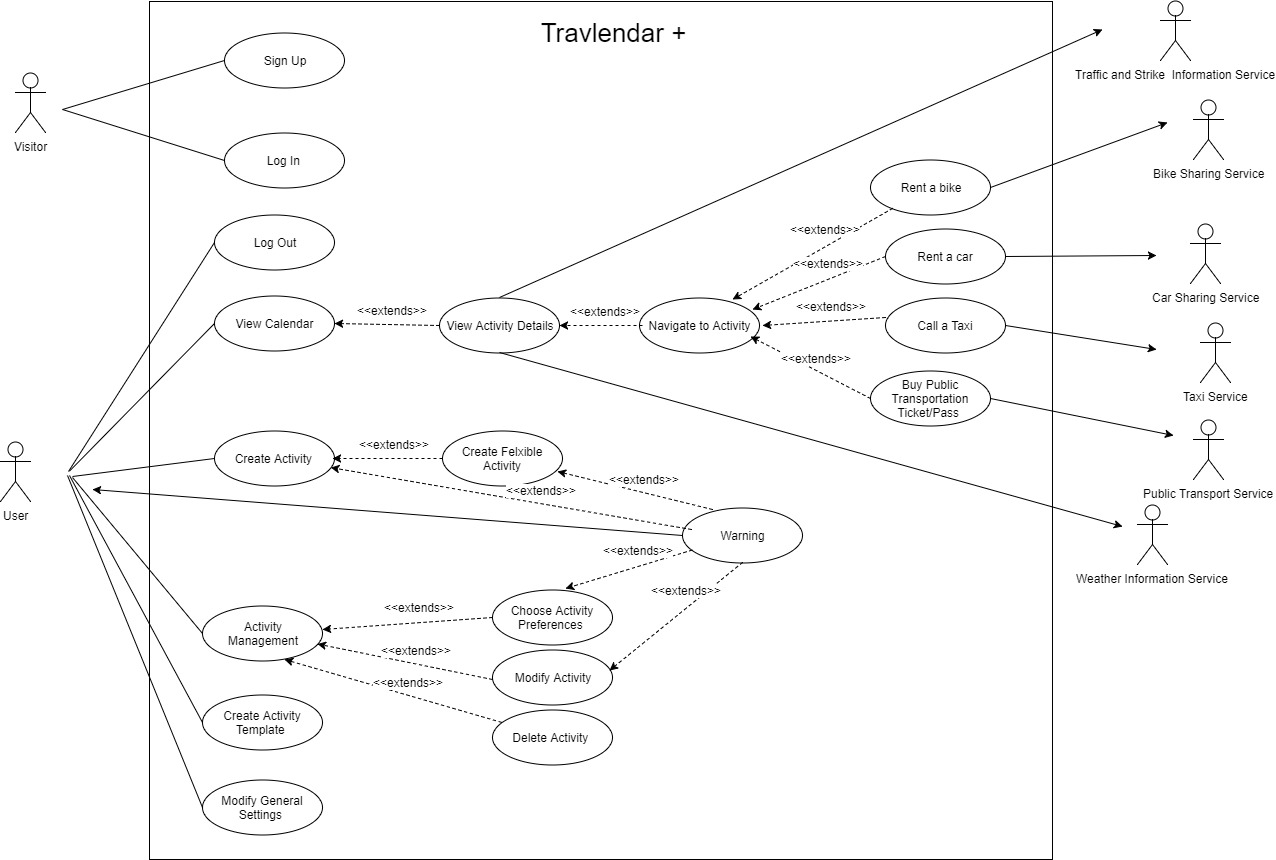 Travlendar +
Sign Up
Traffic and Strike  Information Service
Visitor
Log In
Bike Sharing Service
Rent a bike
<<extends>>
Log Out
Rent a car
<<extends>>
Car Sharing Service
View Calendar
<<extends>>
View Activity Details
<<extends>>
Navigate to Activity
<<extends>>
Call a Taxi
<<extends>>
Taxi Service
Buy Public
Transportation
Ticket/Pass
Create Activity
<<extends>>
Create Felxible
Activity
<<extends>>
<<extends>>
Public Transport Service
User
Warning
<<extends>>
<<extends>>
Weather Information Service
Activity
Management
<<extends>>
Choose Activity
Preferences
<<extends>>
Modify Activity
<<extends>>
Delete Activity
Create Activity
Template
Modify General
Settings